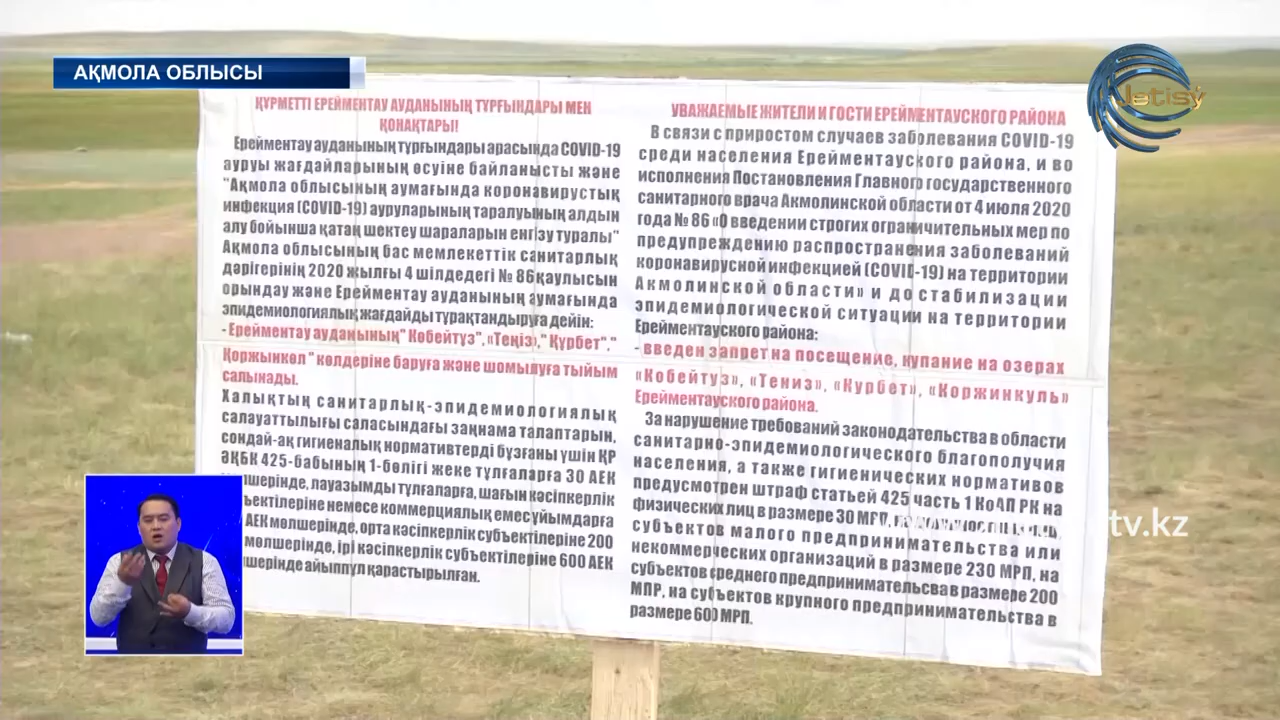 АҚМОЛА ОБЛЫСЫ
Jetisý
ҚҰРМЕТТІ ЕРЕЙМЕНТАУ АУДАНЫНЫҢ ТҰРҒЫНДАРЫ МЕН
ҚОНАҚТАРЫ!
Ерейментау ауданының тұрғындары арасында COVID-19
ауруы жағдайларының өсуіне байланысты және
"Ақмола облысының аумағында коронавирустық
инфекция (COVID-19) ауруларының таралуының алдын
алу бойынша қатаң шектеу шараларын енгізу туралы"
Ақмола облысының бас мемлекеттік санитарлық
дәрігерінің 2020 жылғы 4 шілдедегі № 86 қаулысын
орындау және Ерейментау ауданының аумағында
эпидемиологиялық жағдайды тұрақтандыруға дейін:
- Ерейментау ауданының" Көбейтұз", «Теңіз»," Құрбет","
Қоржынкөл " көлдеріне баруға және шомылуға тыйым
салынады.
Халықтың санитарлық-эпидемиологиялық
салауаттылығы саласындағы заңнама талаптарын,
сондай-ақ гигиеналық нормативтерді бұзғаны үшін ҚР
ӘҚБК 425-бабының 1-бөлігі жеке тұлғаларға 30 АЕК
лшерінде, лауазымды тұлғаларға, шағын кәсіпкерлік
ъектілеріне немесе коммерциялық емес ұйымдарға
АЕК мөлшерінде, орта кәсіпкерлік субъектілеріне 200
мөлшерінде, ірі кәсіпкерлік субъектілеріне 600 АЕК
шерінде айыппұл қарастырылған.
УВАЖАЕМЫЕ ЖИТЕЛИ И ГОСТИ ЕРЕЙМЕНТАУСКОГО РАЙОНА
В связи с приростом случаев заболевания COVID-19
среди населения Ерейментауского района, и во
исполнения Постановления Главного государственного
санитарного врача Акмолинской области от 4 июля 2020
года № 86 «О введении строгих ограничительных мер по
предупреждению распространения заболеваний
коронавирусной инфекцией (COVID-19) на территории
Акмолинской области» и до стабилизации
эпидемиологической ситуации на территории
Ерейментауского района:
- введен запрет на посещение, купание на озерах
«Кобейтуз», «Тениз», «Курбет», «Коржинкуль»
Ерейментауского района.
За нарушение требований законодательства в области
санитарно-эпидемиологического благополучия
населения, а также гигиенических нормативов
предусмотрен штраф статьей 425 часть 1 КоАП РК на
физических лиц в размере 30 МРП,
субъектов малого предпринимательства или
некоммерческих организаций в размере 230 МРП, на
субъектов среднего предпринимательсва в размере 200
МПР, на субъектов крупного предпринимательства в
размере 600 МРП.
tv.kz